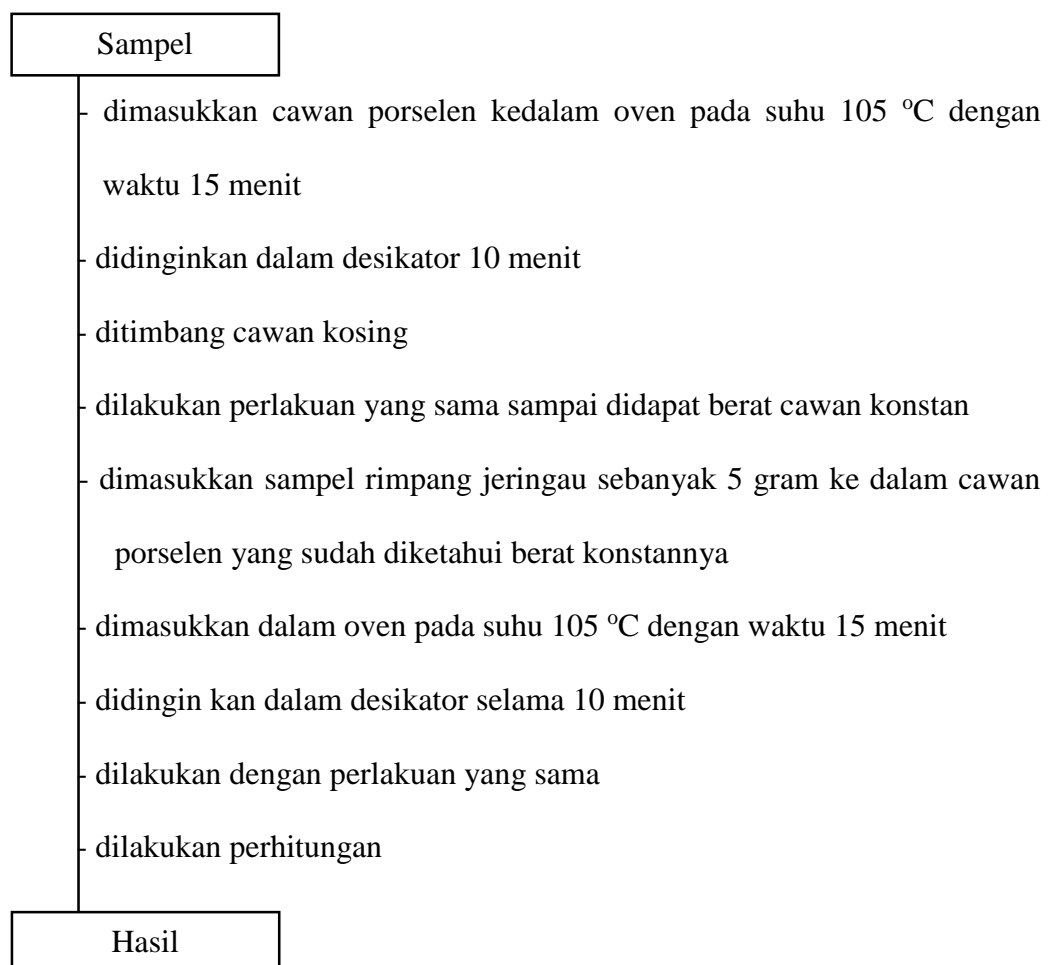 Sampel
- dimasukkan cawan porselen kedalam oven pada suhu 105 ᵒC dengan
waktu 15 menit
- didinginkan dalam desikator 10 menit
- ditimbang cawan kosing
- dilakukan perlakuan yang sama sampai didapat berat cawan konstan
- dimasukkan sampel rimpang jeringau sebanyak 5 gram ke dalam cawan
porselen yang sudah diketahui berat konstannya
- dimasukkan dalam oven pada suhu 105 ᵒC dengan waktu 15 menit
- didingin kan dalam desikator selama 10 menit
- dilakukan dengan perlakuan yang sama
- dilakukan perhitungan
Hasil